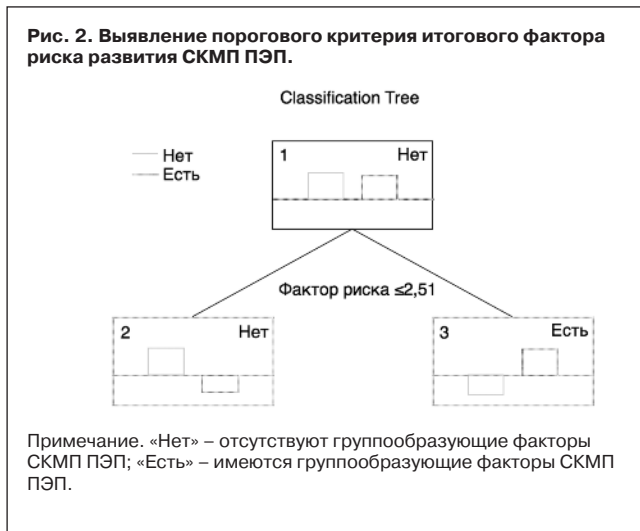 Рис. 2. Выявление порогового критерия итогового фактора
риска развития СКМП ПЭП.
Classification Tree
Нет
Есть
1 Нет
Фактор риска ≤2,51
2 Нет
3 Есть
Примечание. «Нет» – отсутствуют группообразующие факторы
СКМП ПЭП; «Есть» – имеются группообразующие факторы СКМП
ПЭП.